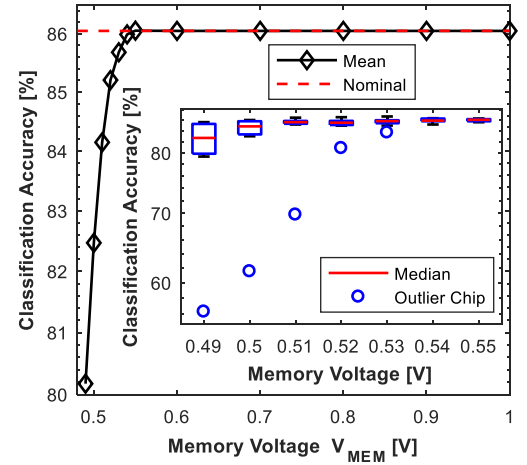 86
85
84
83
82
81
80
Classification Accuracy [%]
0.5
0.6
0.7
0.8
0.9
1
Memory Voltage V_MEM [V]
Mean
Nominal
80
70
60
Classification Accuracy [%]
0.49
0.5
0.51
0.52
0.53
0.54
0.55
Memory Voltage [V]
Median
Outlier Chip